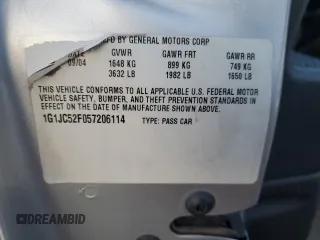 MFD BY GENERAL MOTORS CORP
DATE GVWR GAWR FRT GAWR RR
09/04 1648 KG 899 KG 749 KG
3632 LB 1982 LB 1650 LB
THIS VEHICLE CONFORMS TO ALL APPLICABLE U.S. FEDERAL MOTOR
VEHICLE SAFETY, BUMPER, AND THEFT PREVENTION STANDARDS IN
EFFECT ON THE DATE OF MANUFACTURE SHOWN ABOVE.
1G1JC52F057206114 TYPE: PASS CAR
DREAMBID